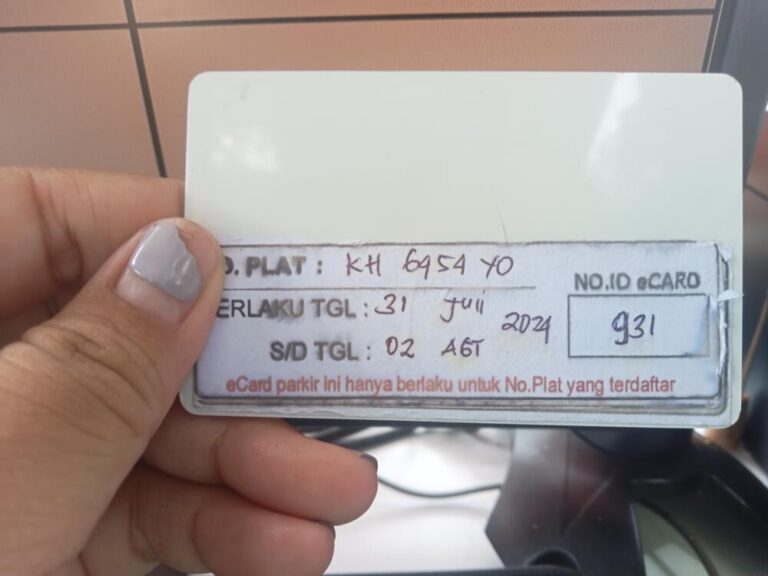 O. PLAT : KH 6454 YO
NO.ID eCARD
ERLAKU TGL : 31 Juli 2024
931
S/D TGL : 02 AGT
eCard parkir ini hanya berlaku untuk No.Plat yang terdaftar